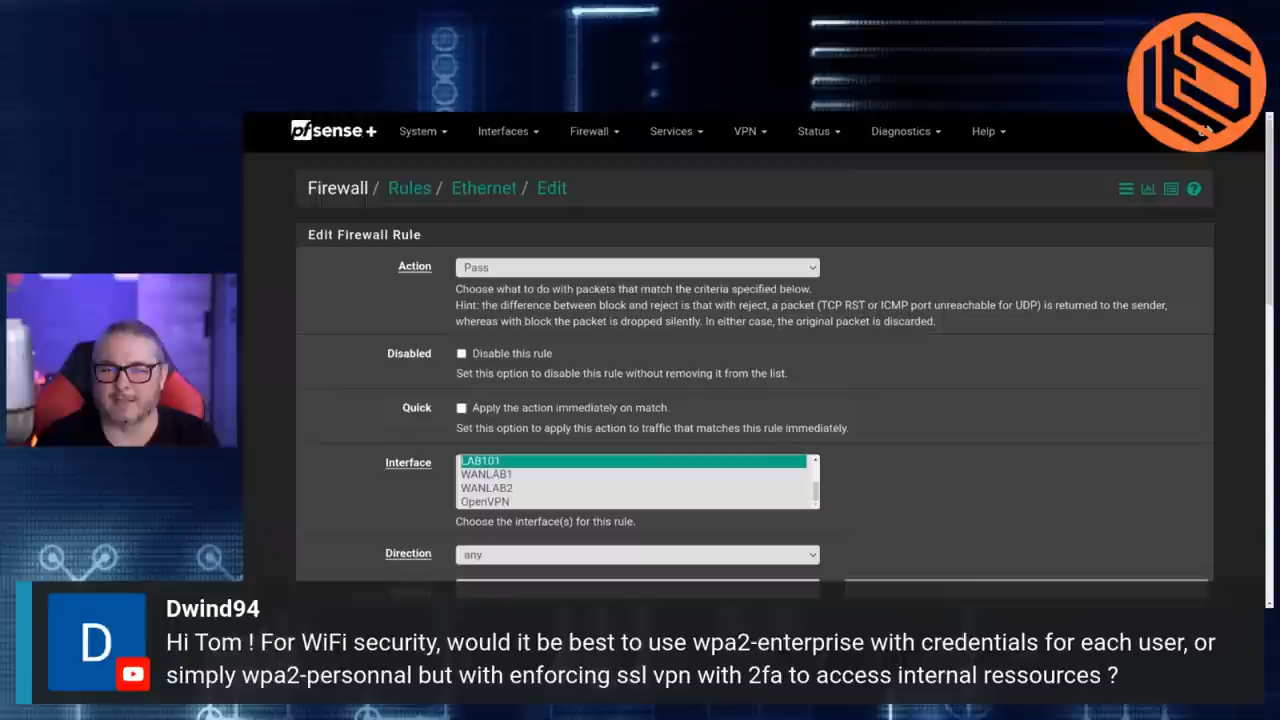 pfsense +
System
Interfaces
Firewall
Services
VPN
Status
Diagnostics
Help
Firewall / Rules / Ethernet / Edit
Edit Firewall Rule
Action
Pass
Choose what to do with packets that match the criteria specified below.
Hint: the difference between block and reject is that with reject, a packet (TCP RST or ICMP port unreachable for UDP) is returned to the sender,
whereas with block the packet is dropped silently. In either case, the original packet is discarded.
Disabled
Disable this rule
Set this option to disable this rule without removing it from the list.
Quick
Apply the action immediately on match.
Set this option to apply this action to traffic that matches this rule immediately.
Interface
LAB101
WANLAB1
WANLAB2
OpenVPN
Choose the interface(s) for this rule.
Direction
any
D
Dwind94
Hi Tom ! For WiFi security, would it be best to use wpa2-enterprise with credentials for each user, or
simply wpa2-personnal but with enforcing ssl vpn with 2fa to access internal ressources ?